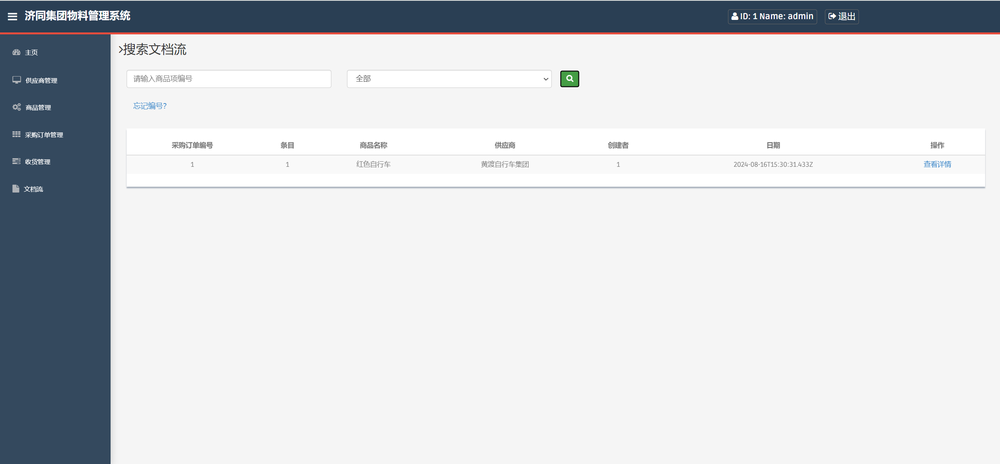 济同集团物料管理系统
ID: 1 Name: admin
退出
主页
供应商管理
商品管理
采购订单管理
收货管理
文档流
>搜索文档流
请输入商品项编号
全部
忘记编号?
采购订单编号 条目 商品名称 供应商 创建者 日期 操作
1 1 红色自行车 黄渡自行车集团 1 2024-08-16T15:30:31.433Z 查看详情